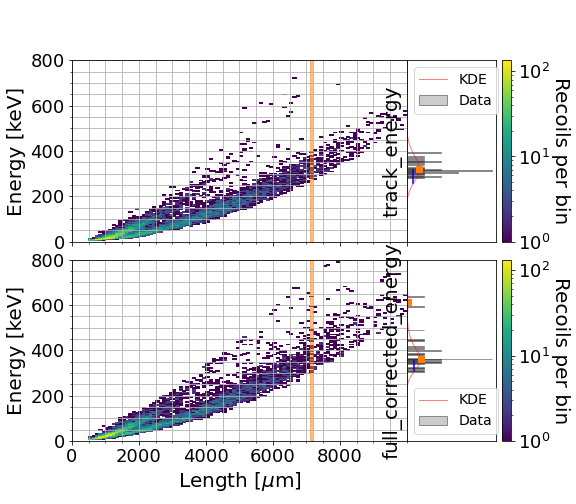 800
600
400
200
0
Energy [keV]
track_energy
KDE
Data
10²
10¹
10⁰
Recoils per bin
800
600
400
200
0
Energy [keV]
full_corrected_energy
KDE
Data
10²
10¹
10⁰
Recoils per bin
0
2000
4000
6000
8000
Length [μm]